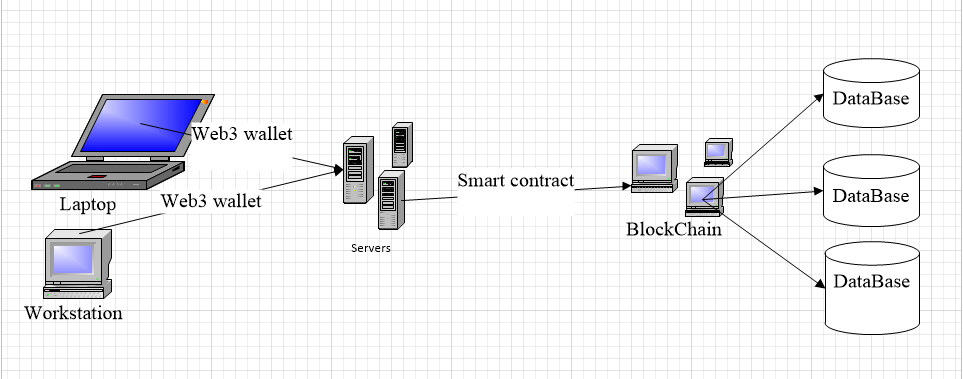 Web3 wallet
Laptop
Web3 wallet
Workstation
Servers
Smart contract
BlockChain
DataBase
DataBase
DataBase